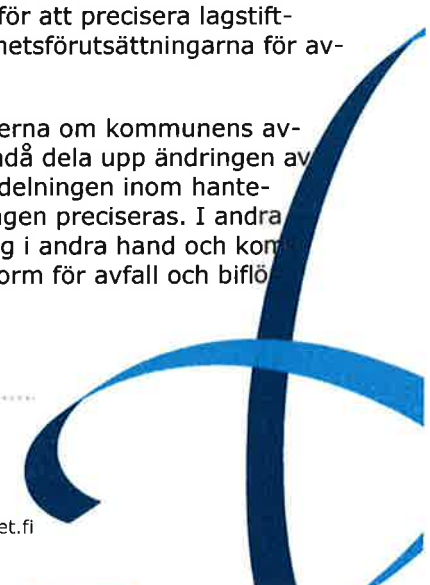 för att precisera lagstift-
hetsförutsättningarna för av-
erna om kommunens av-
ndå dela upp ändringen av
delningen inom hante-
gen preciseras. I andra
g i andra hand och kom
orm för avfall och biflö
et.fi